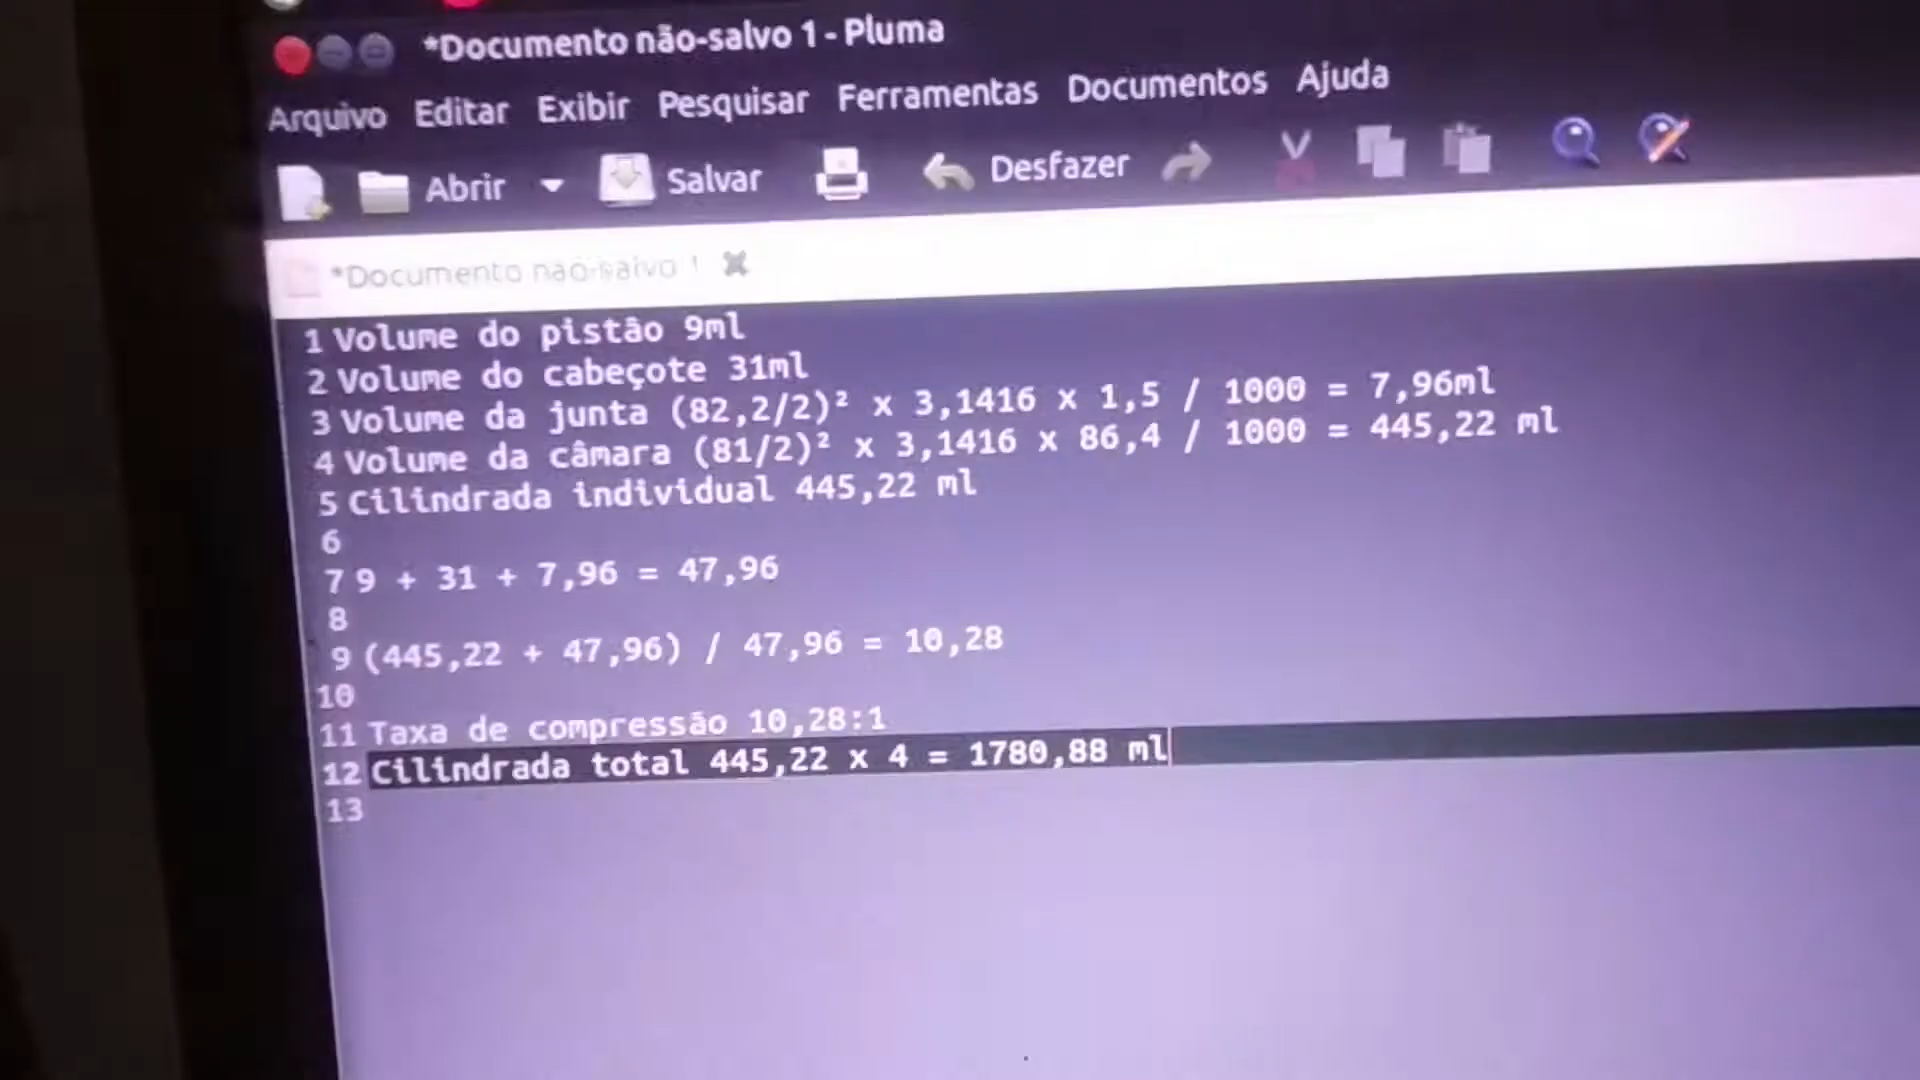 *Documento não-salvo 1 - Pluma
Arquivo Editar Exibir Pesquisar Ferramentas Documentos Ajuda
Abrir Salvar Desfazer
*Documento não-salvo 1
1 Volume do pistão 9ml
2 Volume do cabeçote 31ml
3 Volume da junta (82,2/2)² x 3,1416 x 1,5 / 1000 = 7,96ml
4 Volume da câmara (81/2)² x 3,1416 x 86,4 / 1000 = 445,22 ml
5 Cilindrada individual 445,22 ml
6
7 9 + 31 + 7,96 = 47,96
8
9 (445,22 + 47,96) / 47,96 = 10,28
10
11 Taxa de compressão 10,28:1
12 Cilindrada total 445,22 x 4 = 1780,88 ml
13